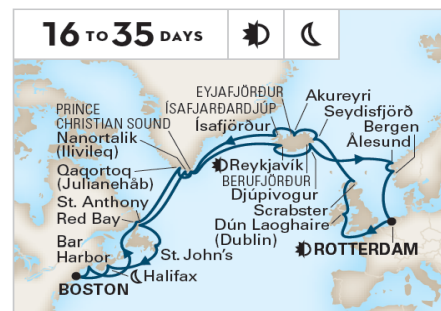 16 TO 35 DAYS
EYJAFJÖRÐUR
Akureyri
ÍSAFJARÐARDJÚP
Seydisfjörð
Ísafjörður
Bergen
Ålesund
PRINCE
CHRISTIAN SOUND
Nanortalik
(Ilivileq)
Reykjavík
BERUFJÖRÐUR
Qaqortoq
(Julianehåb)
Djúpivogur
Scrabster
St. Anthony
Red Bay
Dún Laoghaire
(Dublin)
ROTTERDAM
Bar
Harbor
St. John's
Halifax
BOSTON